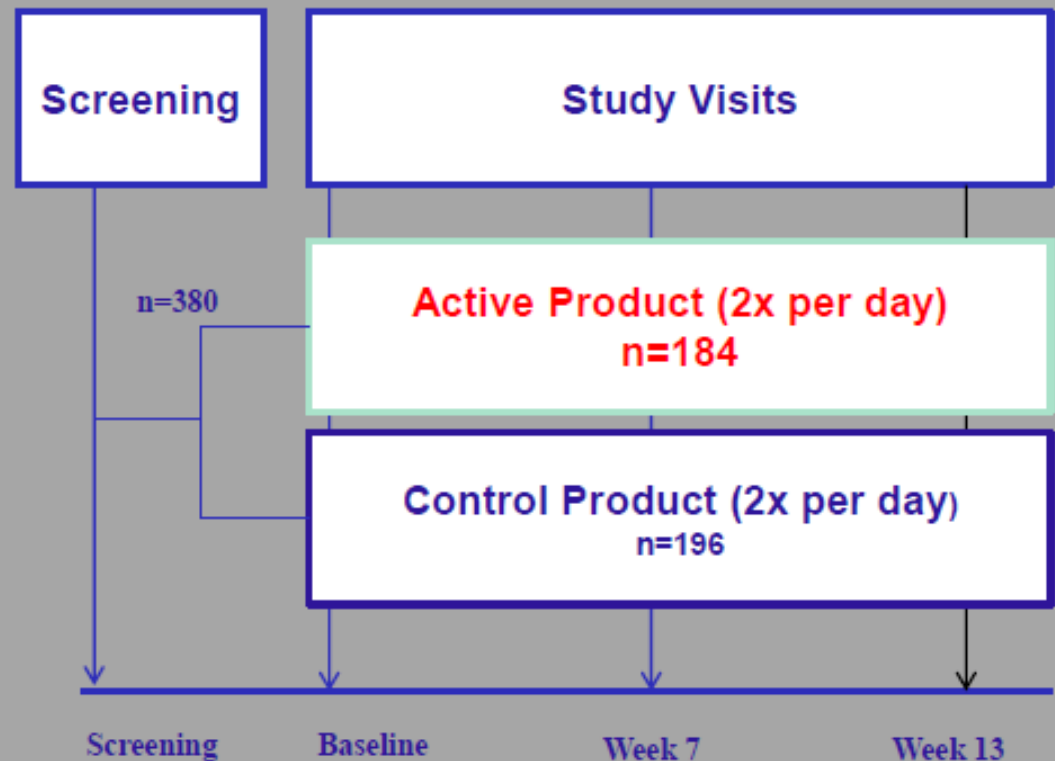 Screening
Study Visits
n=380
Active Product (2x per day)
n=184
Control Product (2x per day)
n=196
Screening
Baseline
Week 7
Week 13